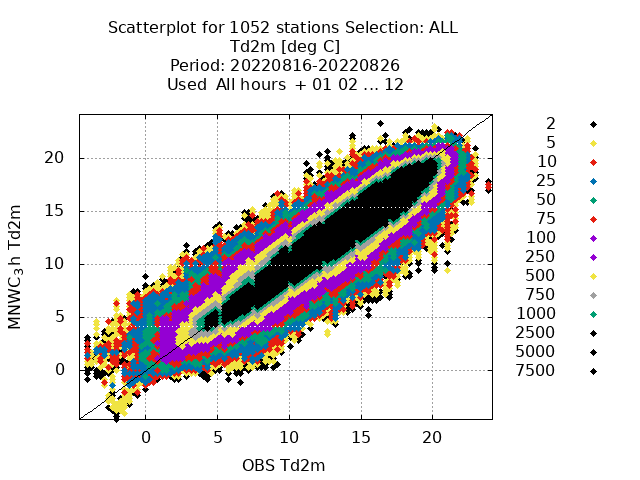 Scatterplot for 1052 stations Selection: ALL
Td2m [deg C]
Period: 20220816-20220826
Used  All hours  + 01 02 ... 12
MNWC_3h Td2m
20
15
10
5
0
0 5 10 15 20
OBS Td2m
2
5
10
25
50
75
100
250
500
750
1000
2500
5000
7500